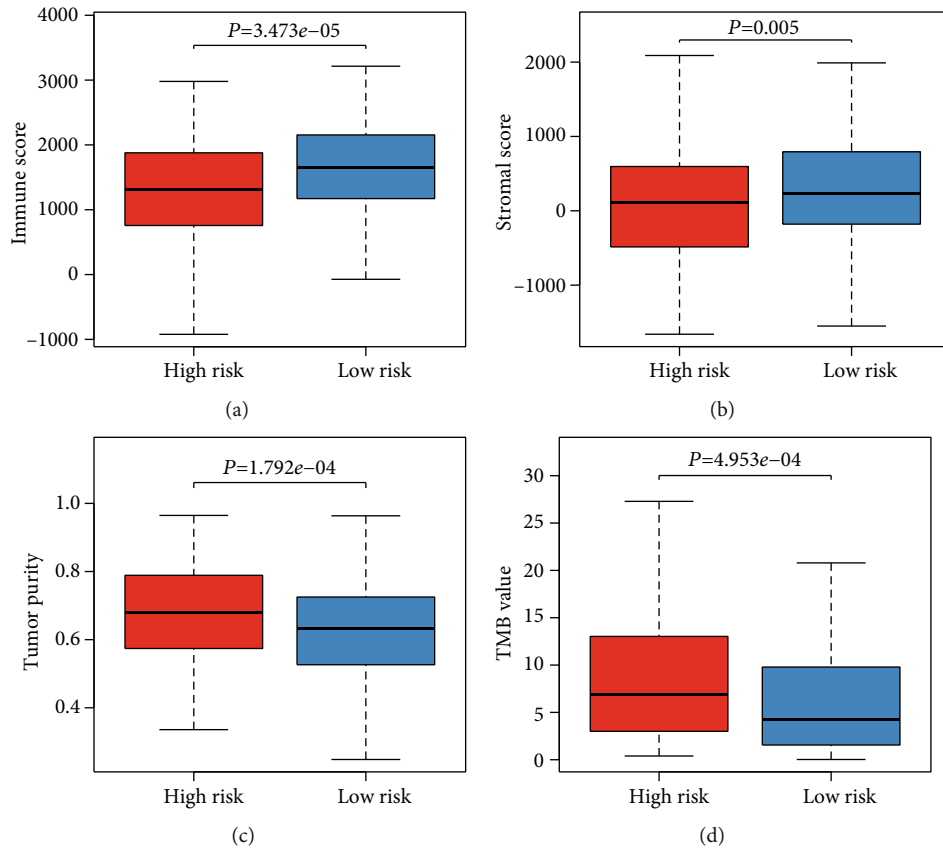 P=3.473e−05
Immune score
4000
3000
2000
1000
0
−1000
High risk
Low risk
(a)
P=0.005
Stromal score
2000
1000
0
−1000
High risk
Low risk
(b)
P=1.792e−04
Tumor purity
1.0
0.8
0.6
0.4
High risk
Low risk
(c)
P=4.953e−04
TMB value
30
25
20
15
10
5
0
High risk
Low risk
(d)